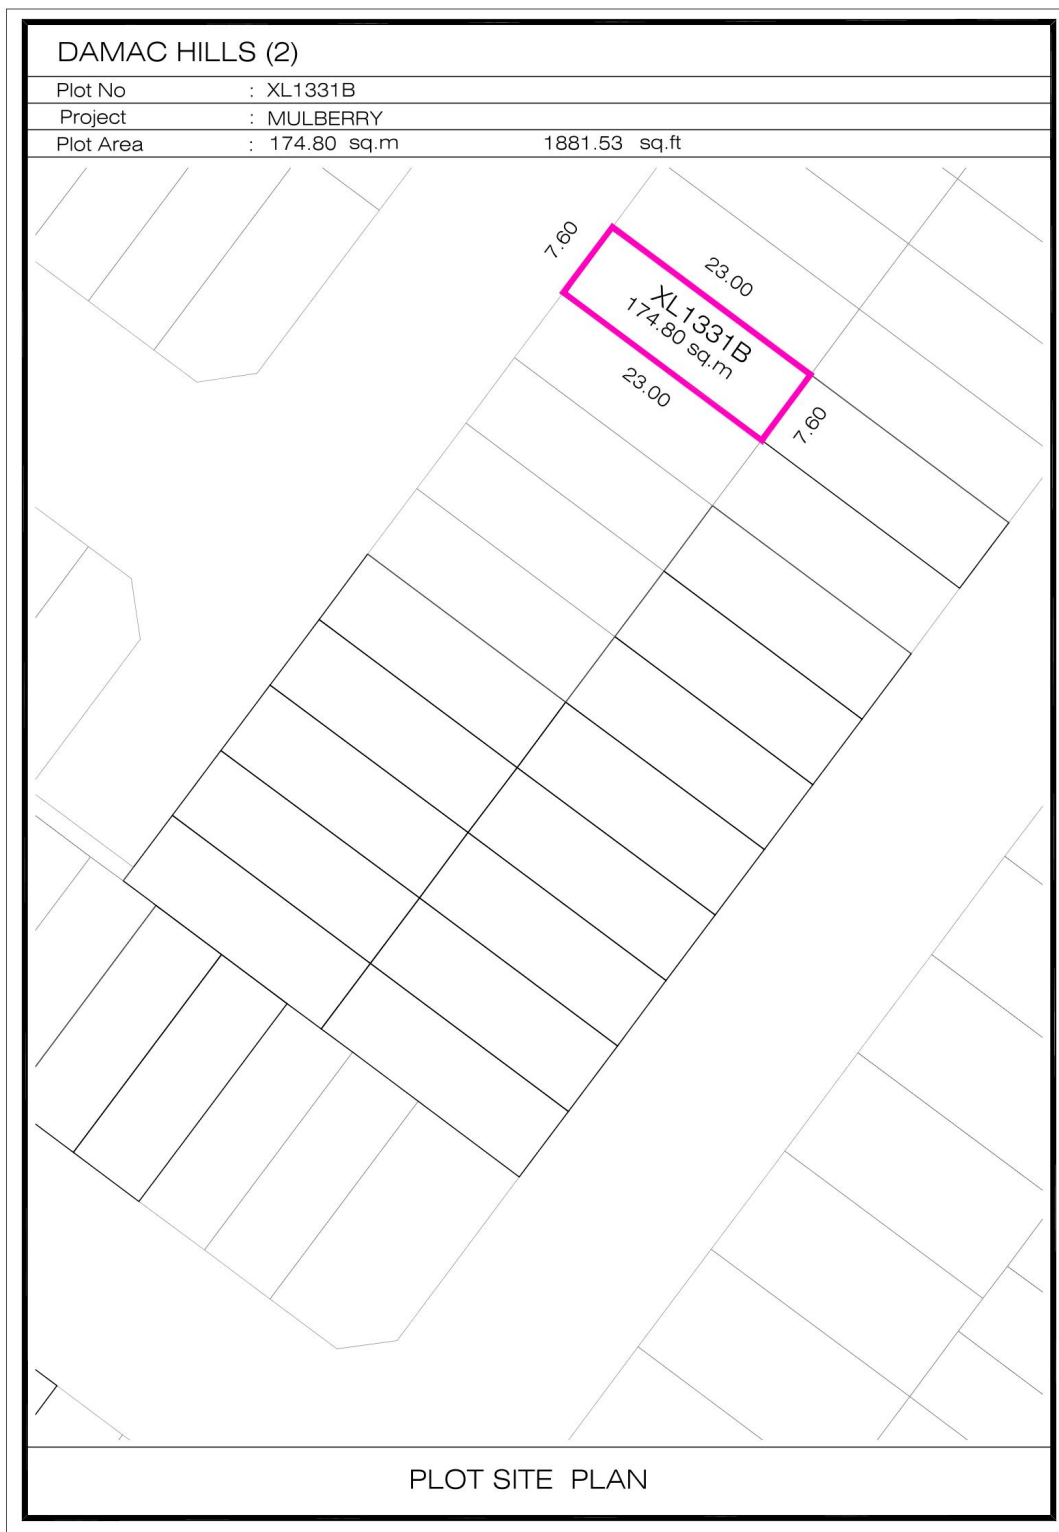 DAMAC HILLS (2)
Plot No : XL1331B
Project : MULBERRY
Plot Area : 174.80 sq.m 1881.53 sq.ft
7.60
23.00
XL1331B
174.80 sq.m
23.00
7.60
PLOT SITE PLAN